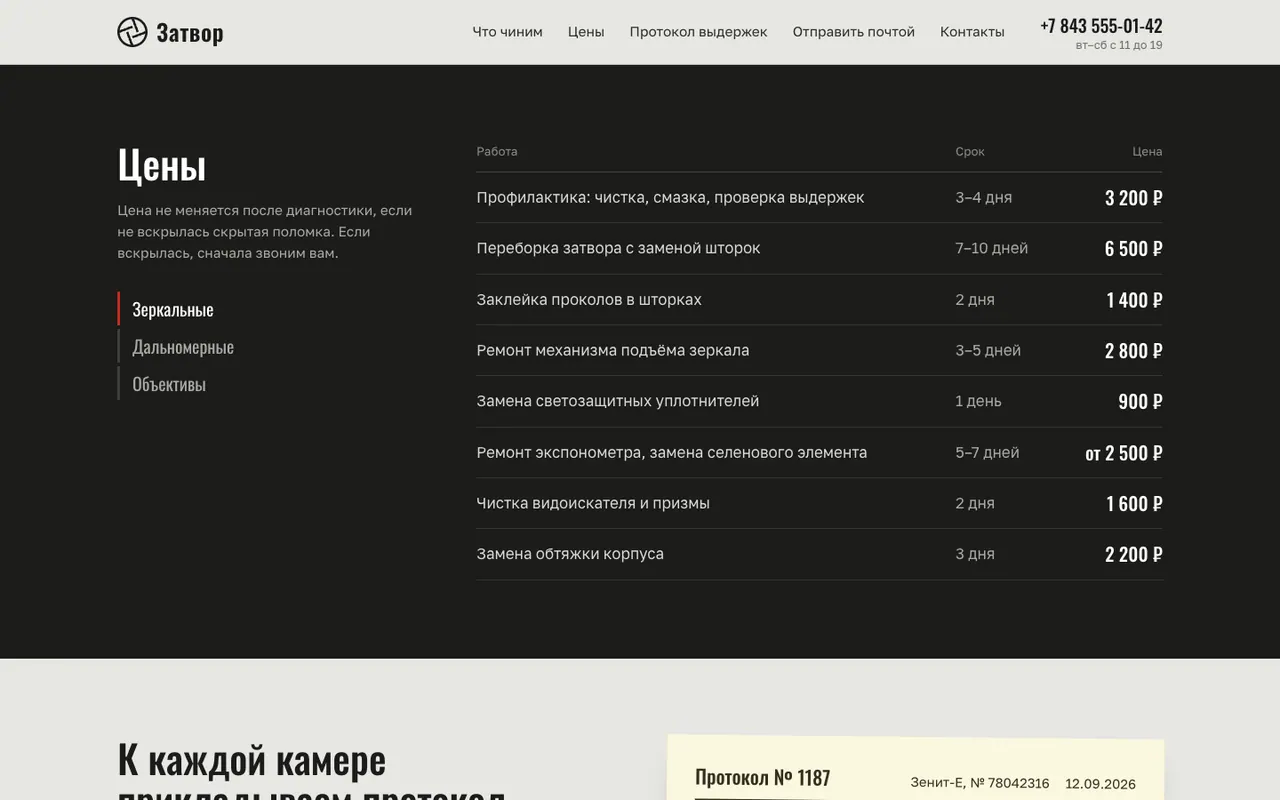 Затвор
Что чиним
Цены
Протокол выдержек
Отправить почтой
Контакты
+7 843 555-01-42
вт–сб с 11 до 19
Цены
Цена не меняется после диагностики, если
не вскрылась скрытая поломка. Если
вскрылась, сначала звоним вам.
Зеркальные
Дальномерные
Объективы
Работа Срок Цена
Профилактика: чистка, смазка, проверка выдержек 3–4 дня 3 200 ₽
Переборка затвора с заменой шторок 7–10 дней 6 500 ₽
Заклейка проколов в шторках 2 дня 1 400 ₽
Ремонт механизма подъёма зеркала 3–5 дней 2 800 ₽
Замена светозащитных уплотнителей 1 день 900 ₽
Ремонт экспонометра, замена селенового элемента 5–7 дней от 2 500 ₽
Чистка видоискателя и призмы 2 дня 1 600 ₽
Замена обтяжки корпуса 3 дня 2 200 ₽
К каждой камере
прикладываем протокол
Протокол № 1187 Зенит-Е, № 78042316 12.09.2026